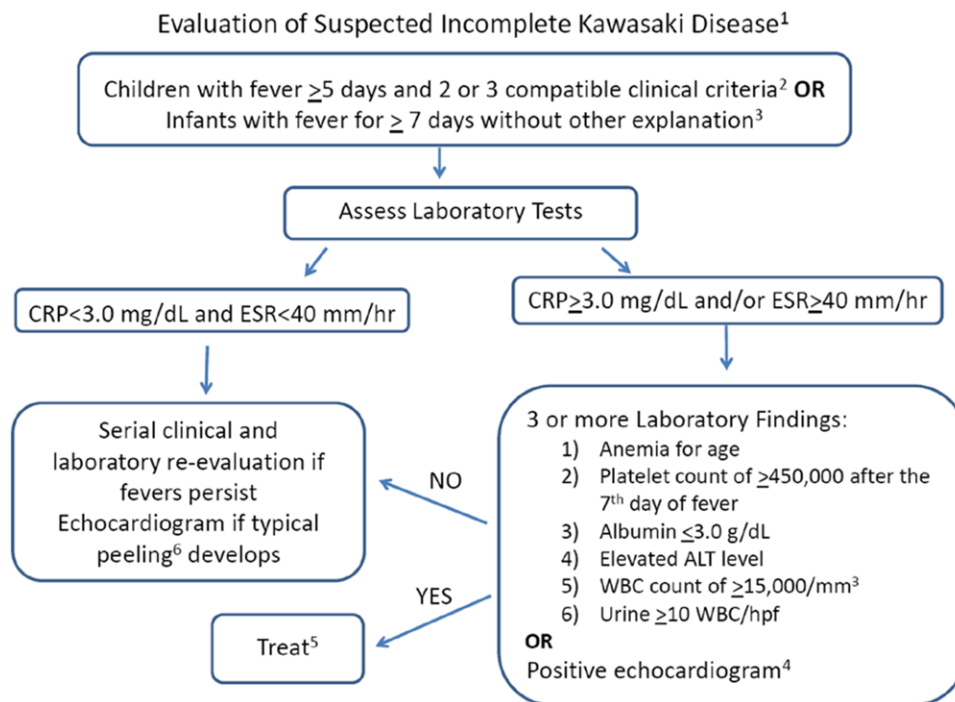 Evaluation of Suspected Incomplete Kawasaki Disease¹
Children with fever ≥5 days and 2 or 3 compatible clinical criteria² OR
Infants with fever for ≥ 7 days without other explanation³
Assess Laboratory Tests
CRP<3.0 mg/dL and ESR<40 mm/hr
CRP≥3.0 mg/dL and/or ESR≥40 mm/hr
Serial clinical and
laboratory re-evaluation if
fevers persist
Echocardiogram if typical
peeling⁶ develops
NO
YES
Treat⁵
3 or more Laboratory Findings:
1) Anemia for age
2) Platelet count of ≥450,000 after the
7th day of fever
3) Albumin ≤3.0 g/dL
4) Elevated ALT level
5) WBC count of ≥15,000/mm³
6) Urine ≥10 WBC/hpf
OR
Positive echocardiogram⁴